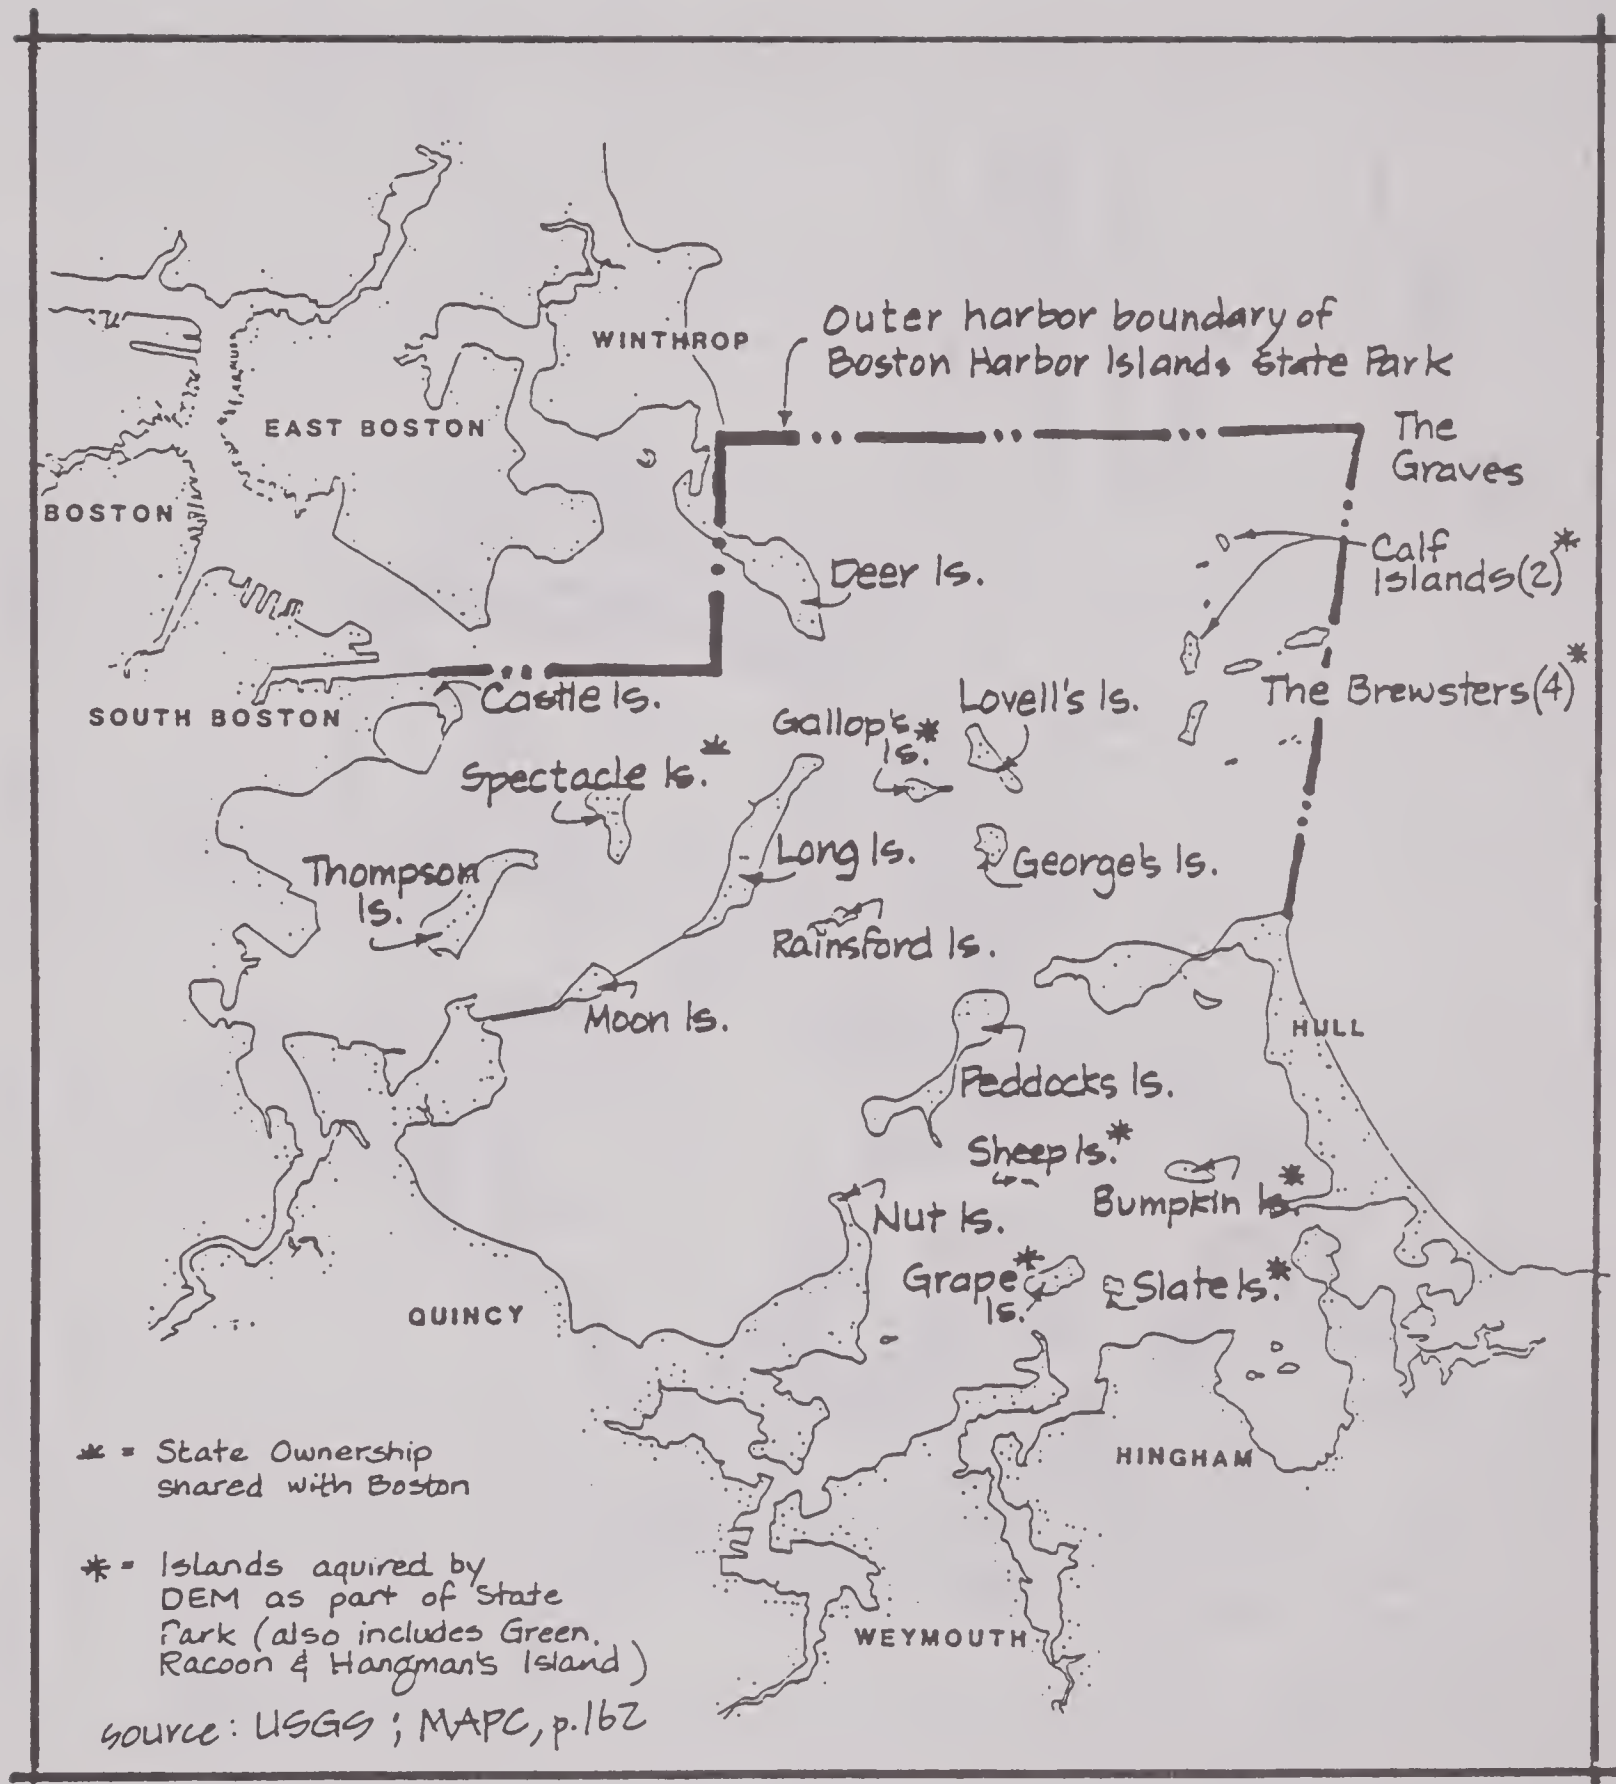 WINTHROP
Outer harbor boundary of
Boston Harbor Islands State Park
EAST BOSTON
The
Graves
BOSTON
Calf
Islands(2)*
Deer Is.
The Brewsters(4)*
Castle Is.
SOUTH BOSTON
Lovell's Is.
Gallop's
Is.*
Spectacle Is.*
Long Is.
George's Is.
Thompson
Is.
Rainsford Is.
Moon Is.
HULL
Peddocks Is.
Sheep Is.*
Bumpkin Is.*
Nut Is.
Grape*
Is.
Slate Is.*
QUINCY
HINGHAM
WEYMOUTH
* = State Ownership
shared with Boston
* = Islands aquired by
DEM as part of State
Park (also includes Green,
Racoon & Hangman's Island)
source: USGS ; MAPC, p.162